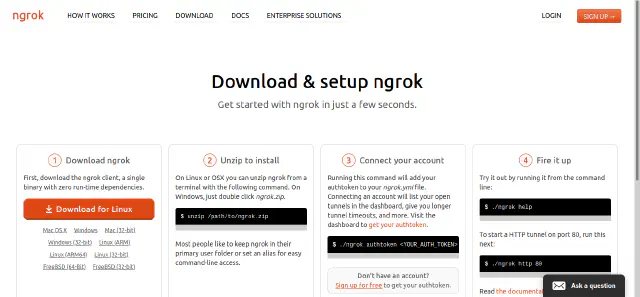 ngrok
HOW IT WORKS PRICING DOWNLOAD DOCS ENTERPRISE SOLUTIONS LOGIN SIGN UP →
Download & setup ngrok
Get started with ngrok in just a few seconds.
1 Download ngrok
First, download the ngrok client, a single
binary with zero run-time dependencies.
Download for Linux
Mac OS X Windows Mac (32-bit)
Windows (32-bit) Linux (ARM)
Linux (ARM64) Linux (32-bit)
FreeBSD (64-Bit) FreeBSD (32-bit)
2 Unzip to install
On Linux or OSX you can unzip ngrok from a
terminal with the following command. On
Windows, just double click ngrok.zip.
$ unzip /path/to/ngrok.zip
Most people like to keep ngrok in their
primary user folder or set an alias for easy
command-line access.
3 Connect your account
Running this command will add your
authtoken to your ngrok.yml file.
Connecting an account will list your open
tunnels in the dashboard, give you longer
tunnel timeouts, and more. Visit the
dashboard to get your authtoken.
$ ./ngrok authtoken <YOUR_AUTH_TOKEN>
Don't have an account?
Sign up for free to get your authtoken.
4 Fire it up
Try it out by running it from the command
line:
$ ./ngrok help
To start a HTTP tunnel on port 80, run this
next:
$ ./ngrok http 80
Read the documenta
Ask a question